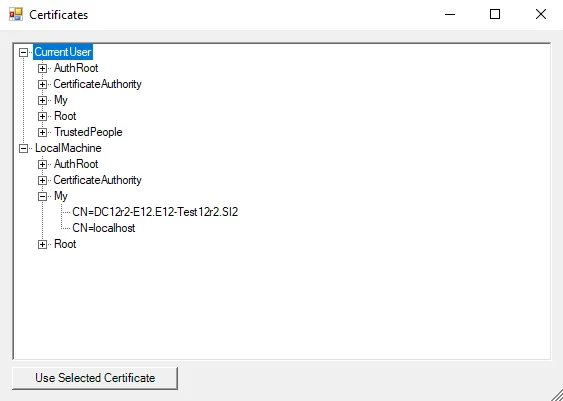 Certificates
CurrentUser
AuthRoot
CertificateAuthority
My
Root
TrustedPeople
LocalMachine
AuthRoot
CertificateAuthority
My
CN=DC12r2-E12.E12-Test12r2.SI2
CN=localhost
Root
Use Selected Certificate